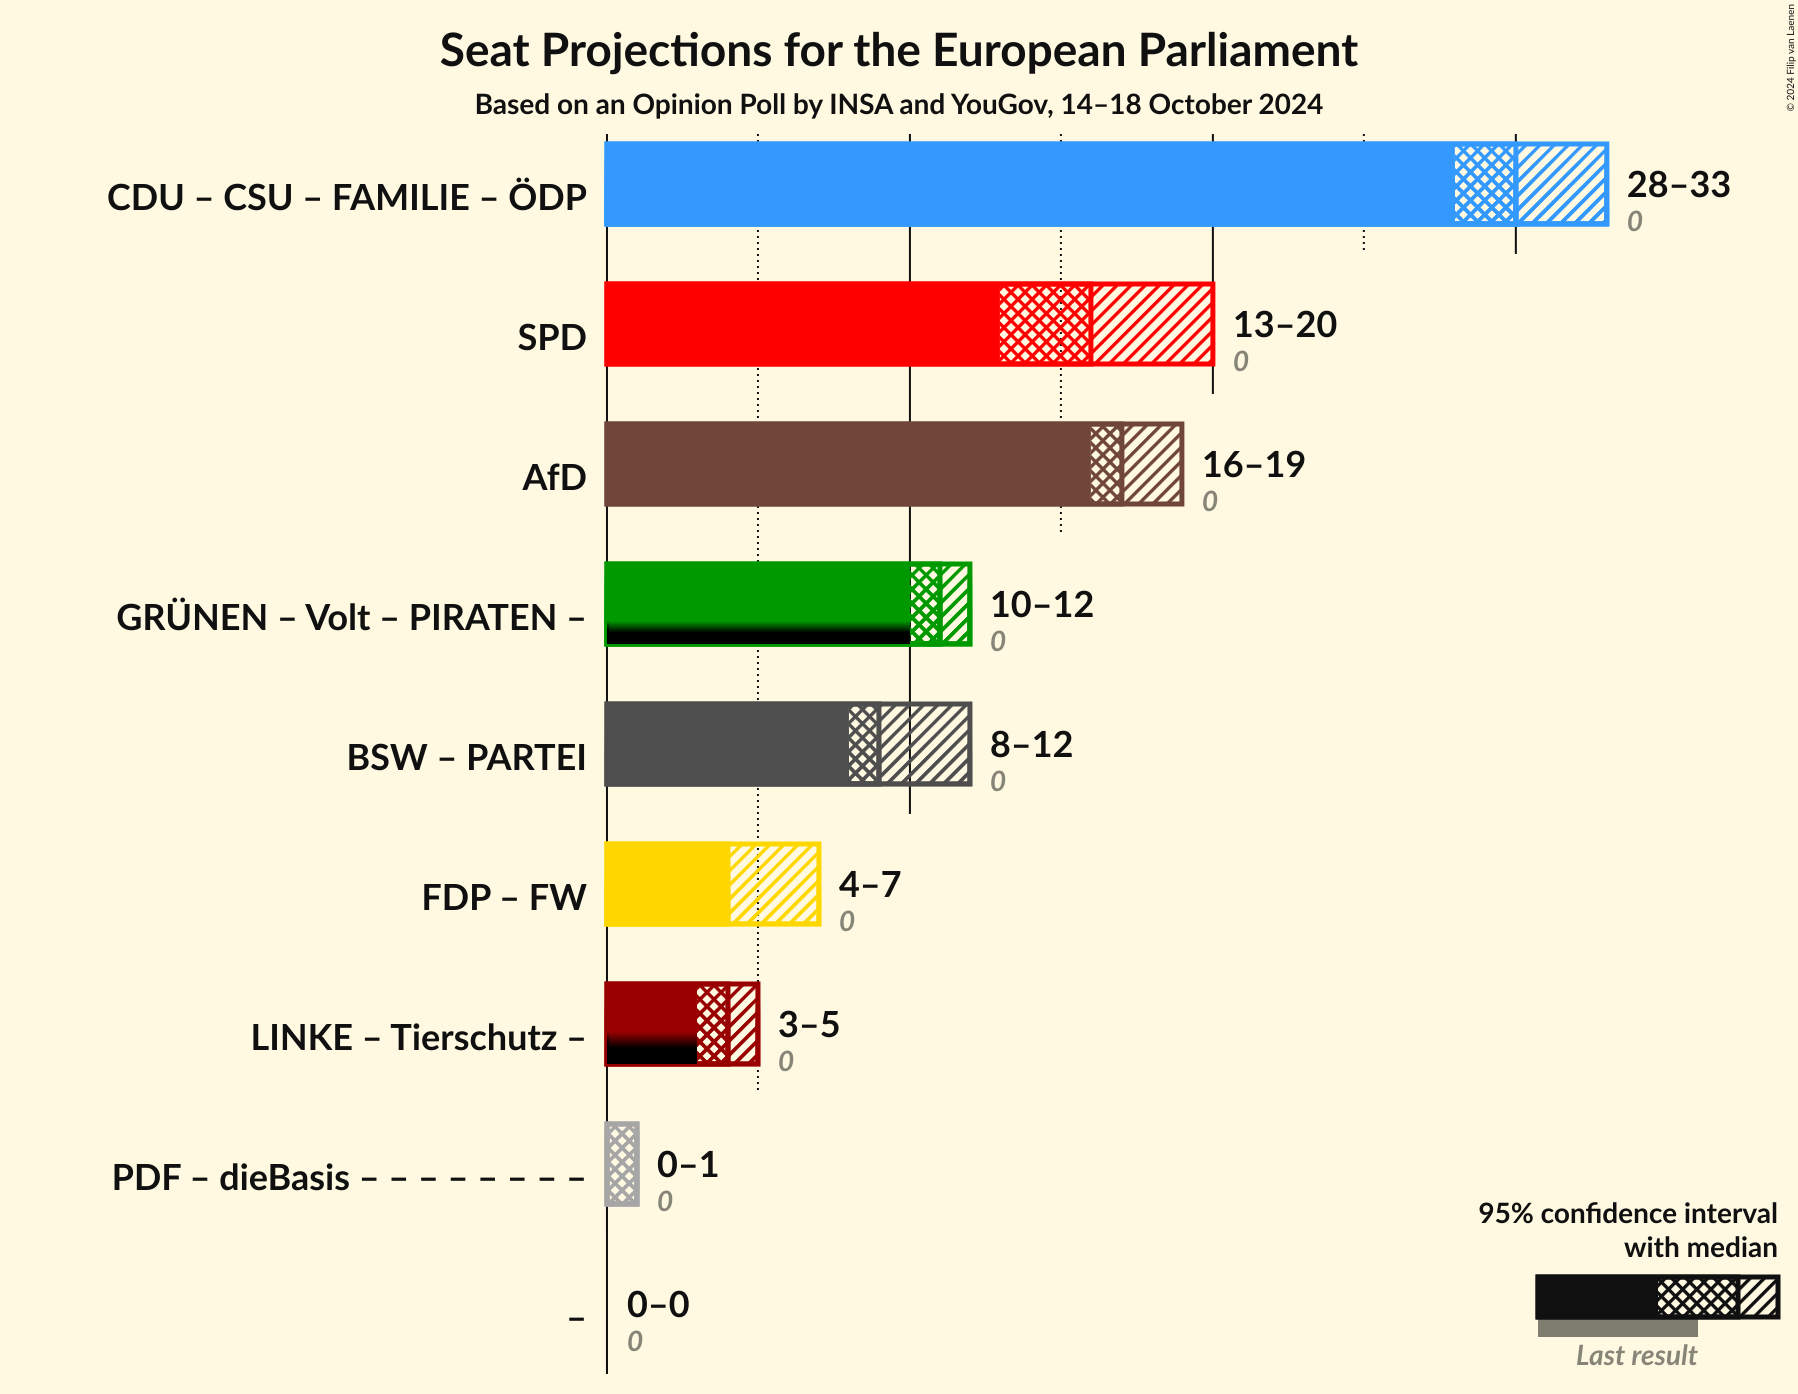 Seat Projections for the European Parliament
Based on an Opinion Poll by INSA and YouGov, 14–18 October 2024
© 2024 Filip van Laenen
CDU – CSU – FAMILIE – ÖDP
28–33
0
SPD
13–20
0
AfD
16–19
0
GRÜNEN – Volt – PIRATEN –
10–12
0
BSW – PARTEI
8–12
0
FDP – FW
4–7
0
LINKE – Tierschutz –
3–5
0
PDF – dieBasis – – – – – – – –
0–1
0
–
0–0
0
95% confidence interval
with median
Last result